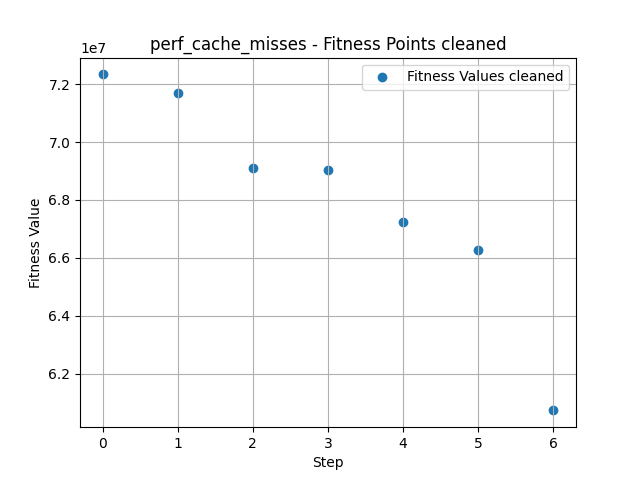 perf_cache_misses - Fitness Points cleaned
1e7
Fitness Values cleaned
7.2
7.0
6.8
6.6
6.4
6.2
Fitness Value
0 1 2 3 4 5 6
Step